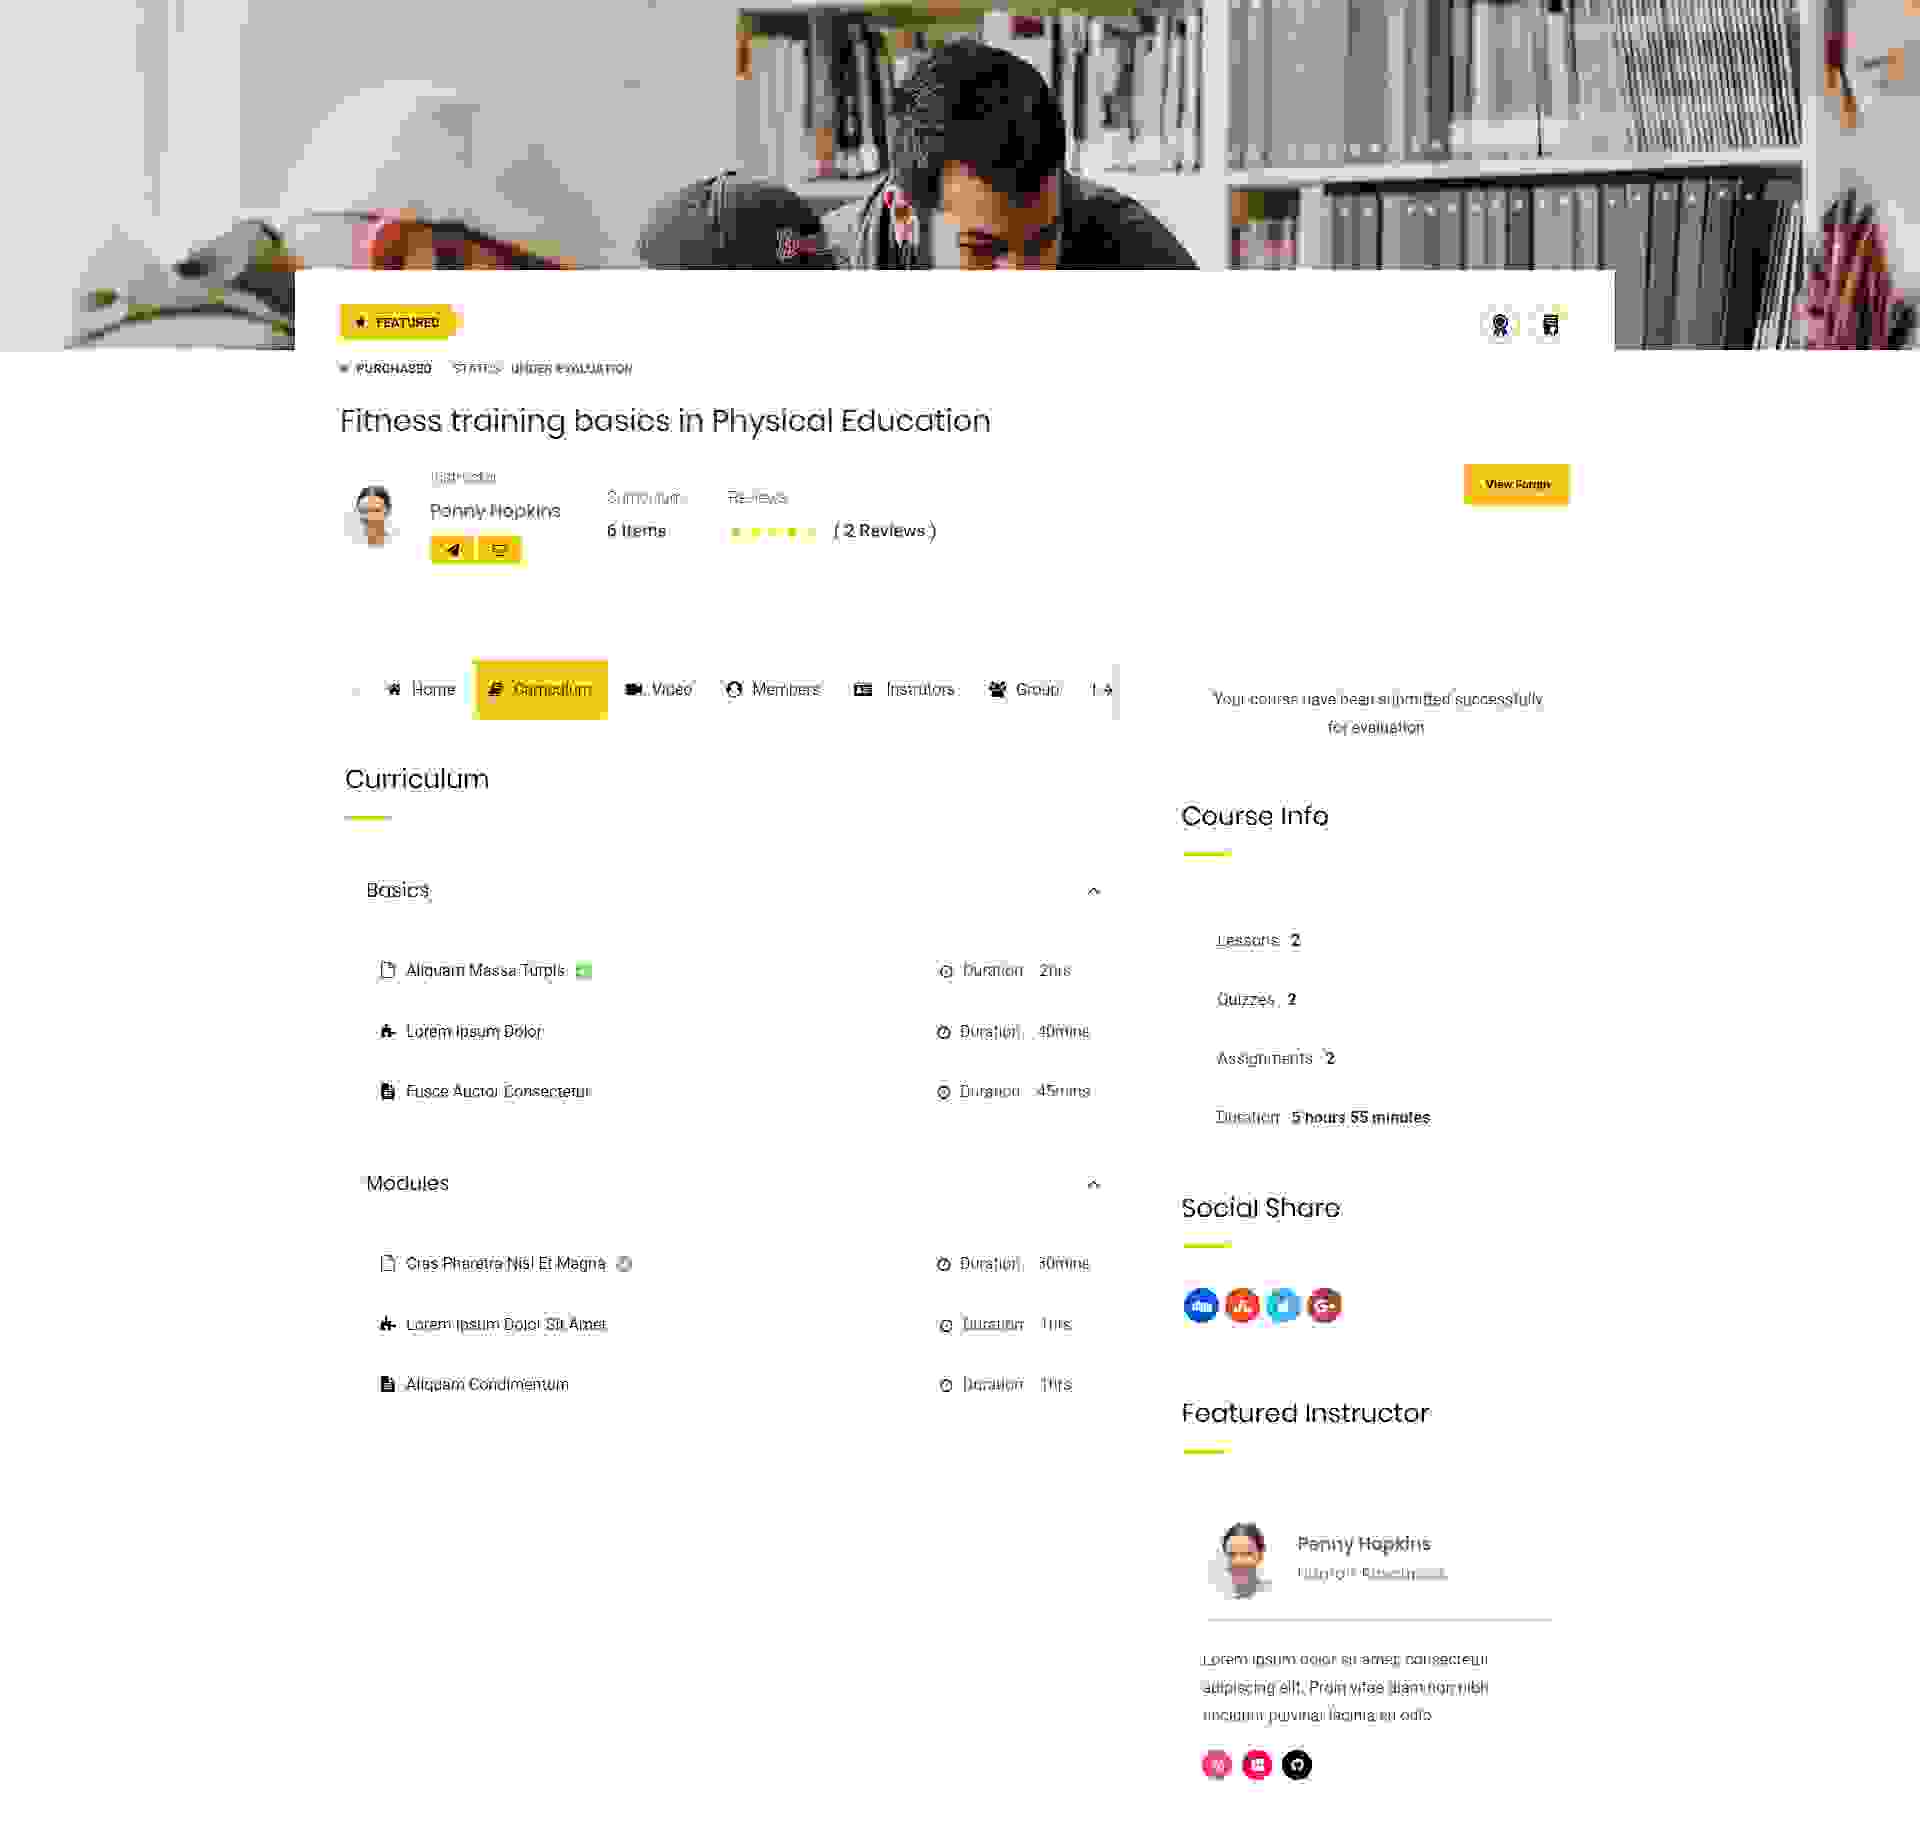 FEATURED
PURCHASED STATUS UNDER EVALUATION
Fitness training basics in Physical Education
Instructor
Penny Hopkins
Curriculum
6 Items
Reviews
( 2 Reviews )
View Forum
Home Curriculum Video Members Instrutors Group
Your course have been submitted successfully
for evaluation
Curriculum
Basics
Aliquam Massa Turpis Duration 2hrs
Lorem Ipsum Dolor Duration 40mins
Fusce Auctor Consectetur Duration 45mins
Modules
Cras Pharetra Nisl Et Magna Duration 30mins
Lorem Ipsum Dolor Sit Amet Duration 1hrs
Aliquam Condimentum Duration 1hrs
Course Info
Lessons 2
Quizzes 2
Assignments 2
Duration 5 hours 55 minutes
Social Share
digg
G+
Featured Instructor
Penny Hopkins
Lorem ipsum dolor sit amet, consectetur
adipiscing elit. Proin vitae diam non nibh
tincidunt pulvinar lacinia eu odio